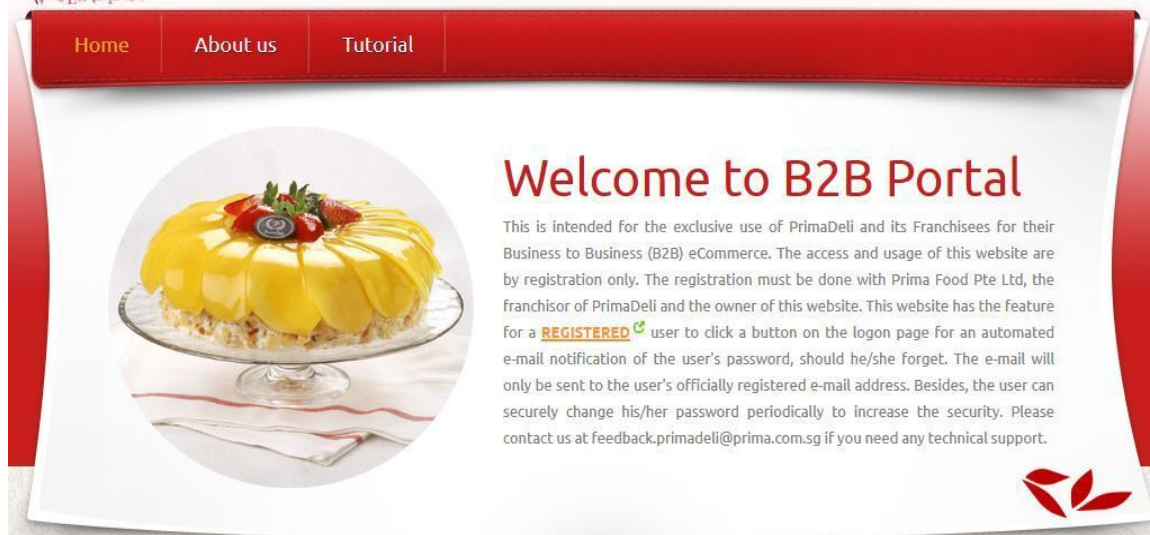 Home About us Tutorial
Welcome to B2B Portal
This is intended for the exclusive use of PrimaDeli and its Franchisees for their
Business to Business (B2B) eCommerce. The access and usage of this website are
by registration only. The registration must be done with Prima Food Pte Ltd, the
franchisor of PrimaDeli and the owner of this website. This website has the feature
for a REGISTERED user to click a button on the logon page for an automated
e-mail notification of the user's password, should he/she forget. The e-mail will
only be sent to the user's officially registered e-mail address. Besides, the user can
securely change his/her password periodically to increase the security. Please
contact us at feedback.primadeli@prima.com.sg if you need any technical support.